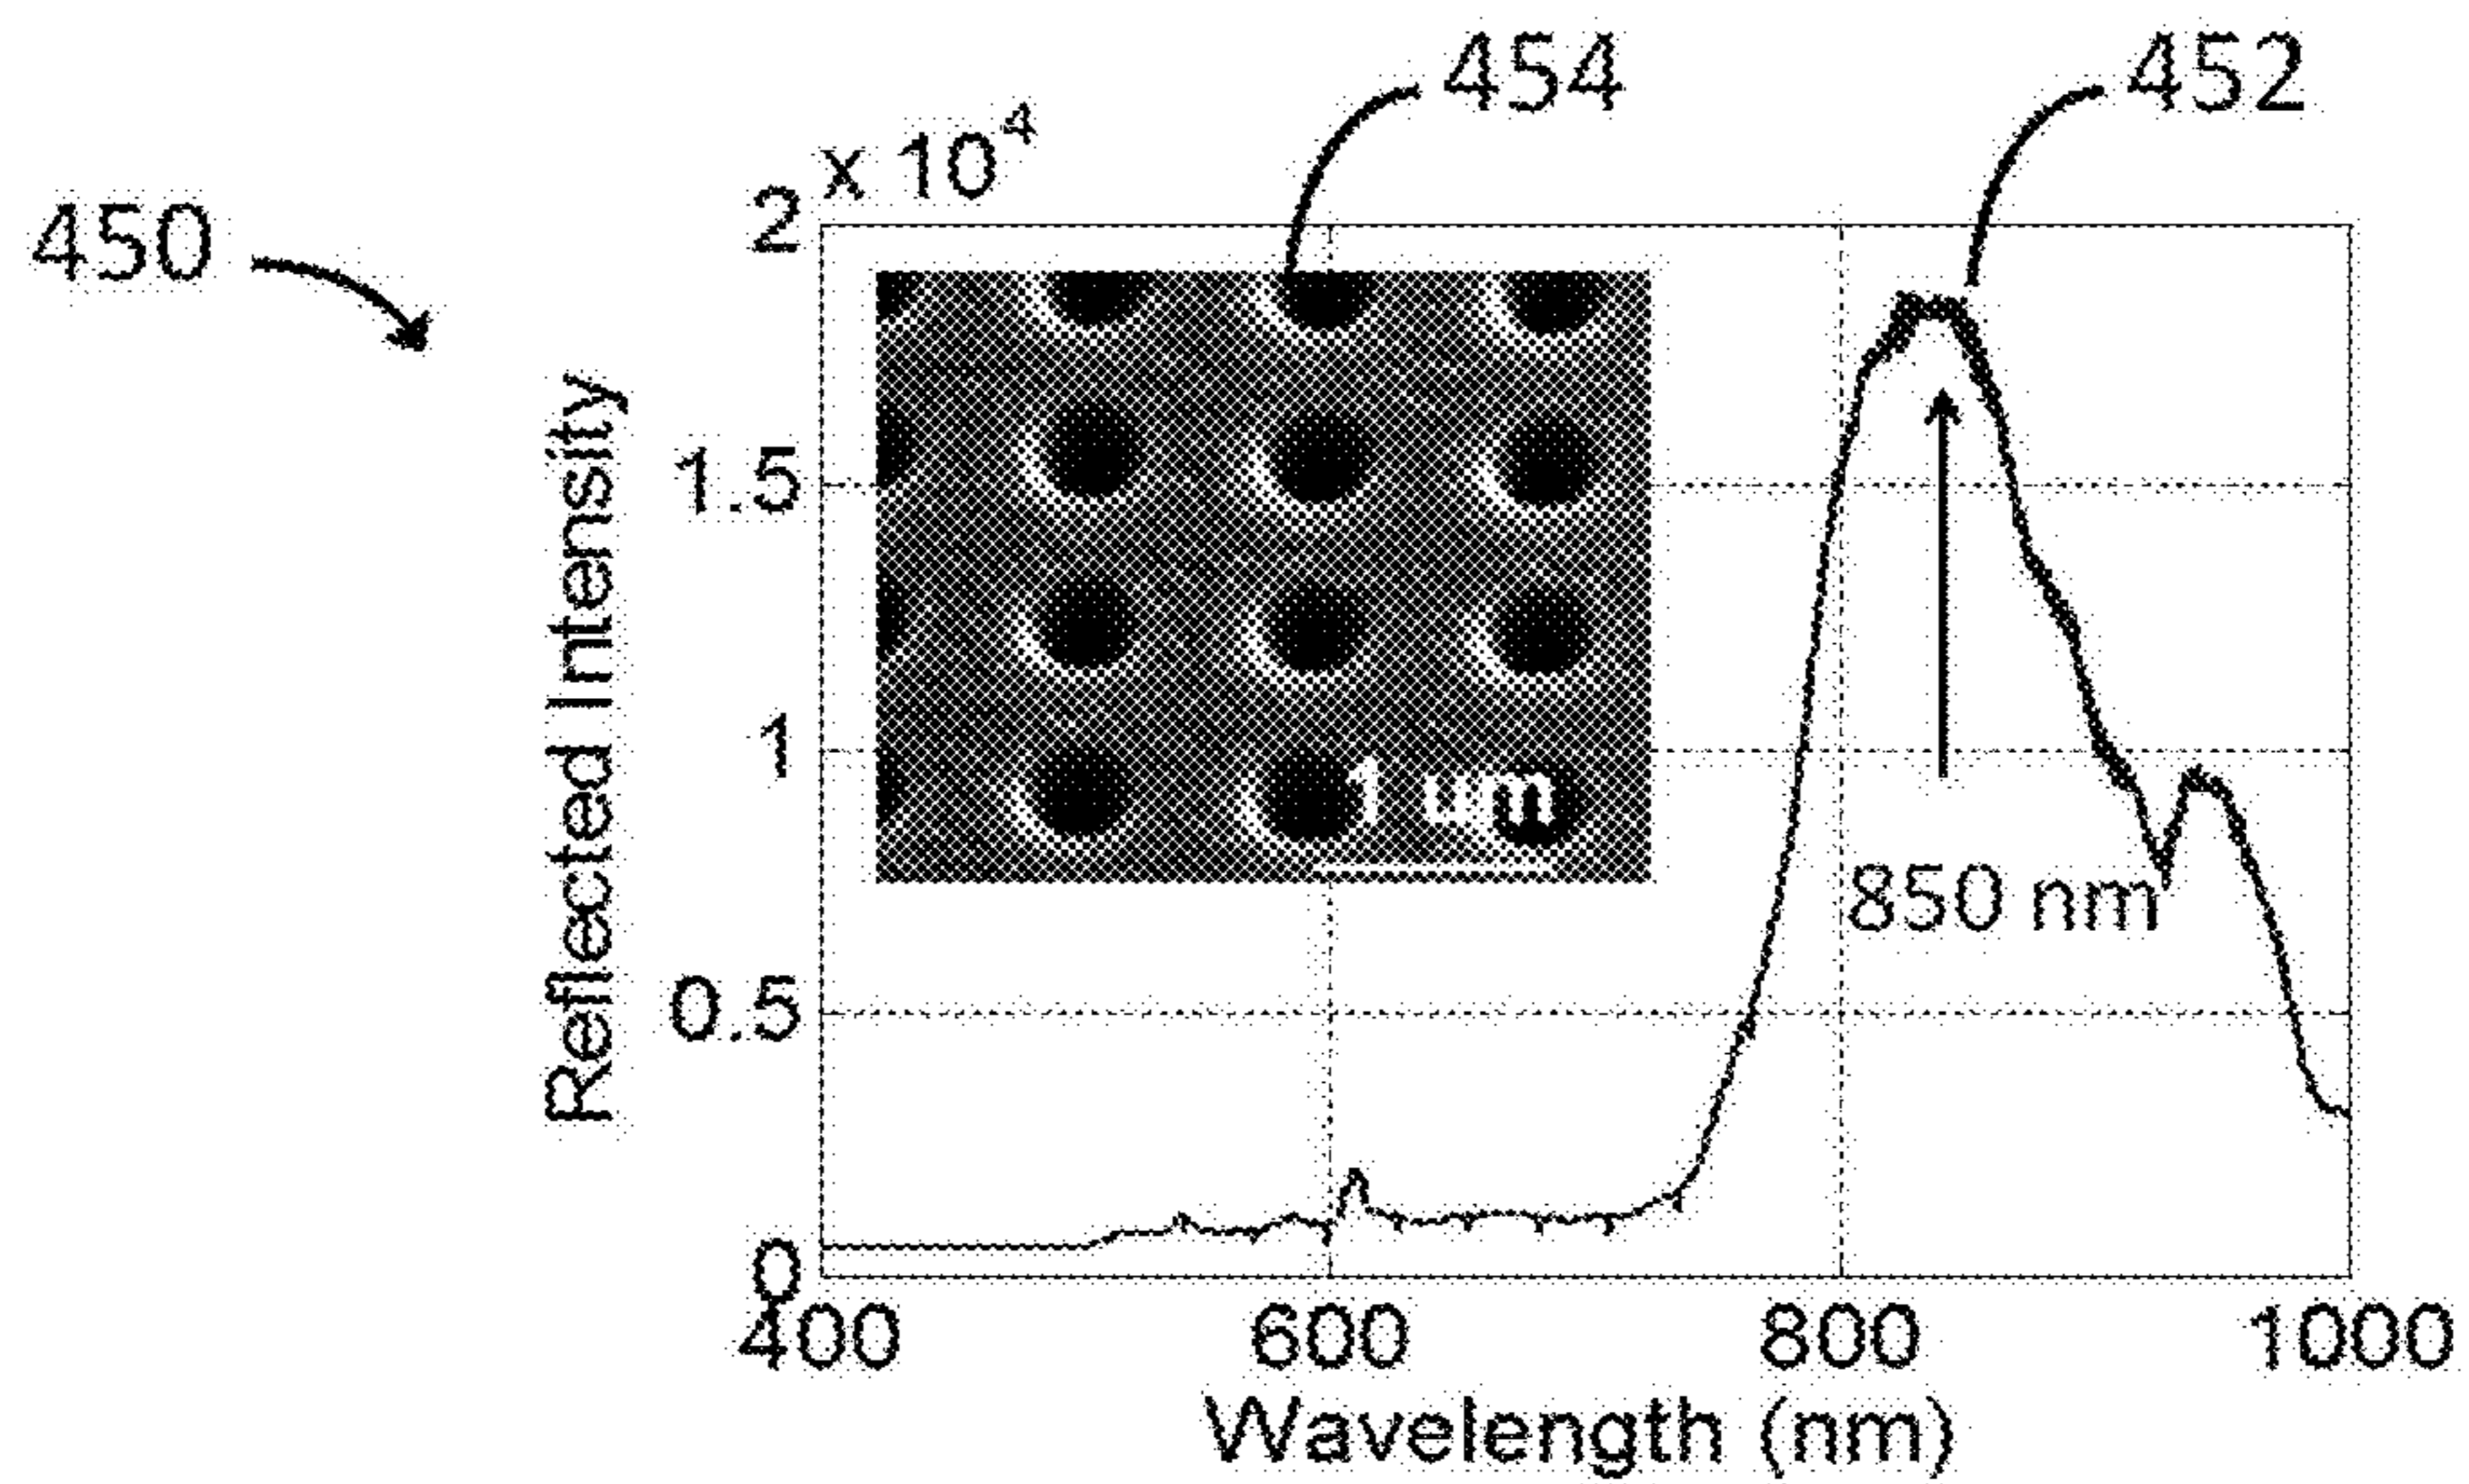 454
452
450
x 10⁴
2
1.5
1
0.5
0
Reflected Intensity
1 um
850 nm
400 600 800 1000
Wavelength (nm)